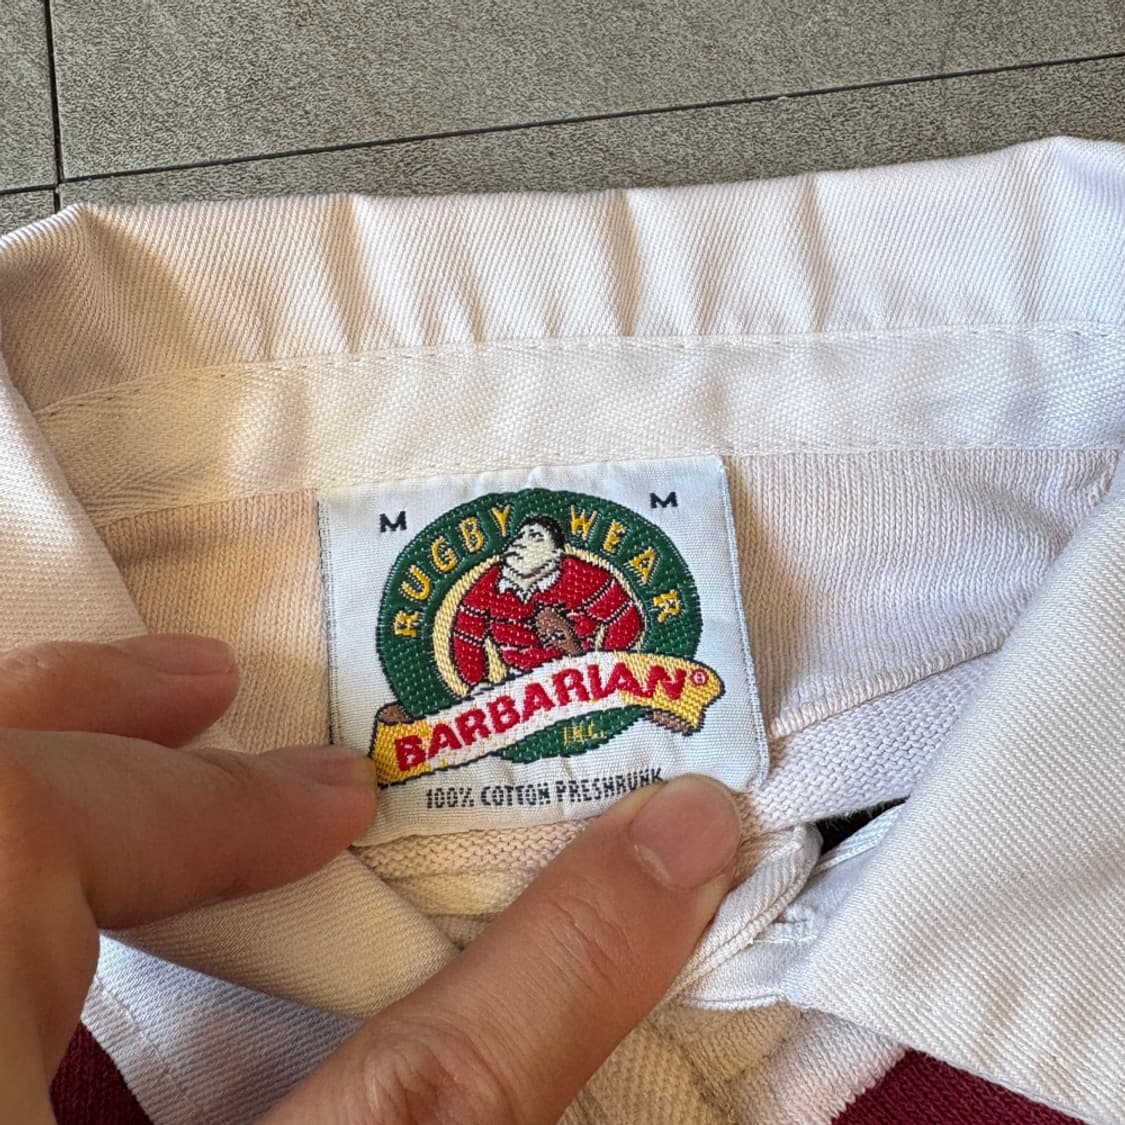 M M
RUGBY WEAR
BARBARIAN®
INC.
100% COTTON PRESHRUNK